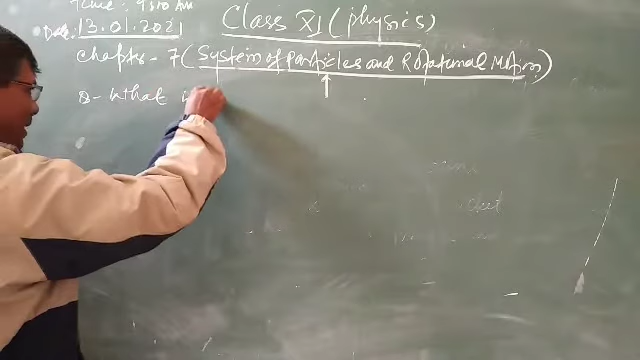 Time: 9:10 AM
Date: 13.01.2021
Class XI (Physics)
Chapter - 7 (System of Particles and Rotational Motion)
Q - What i